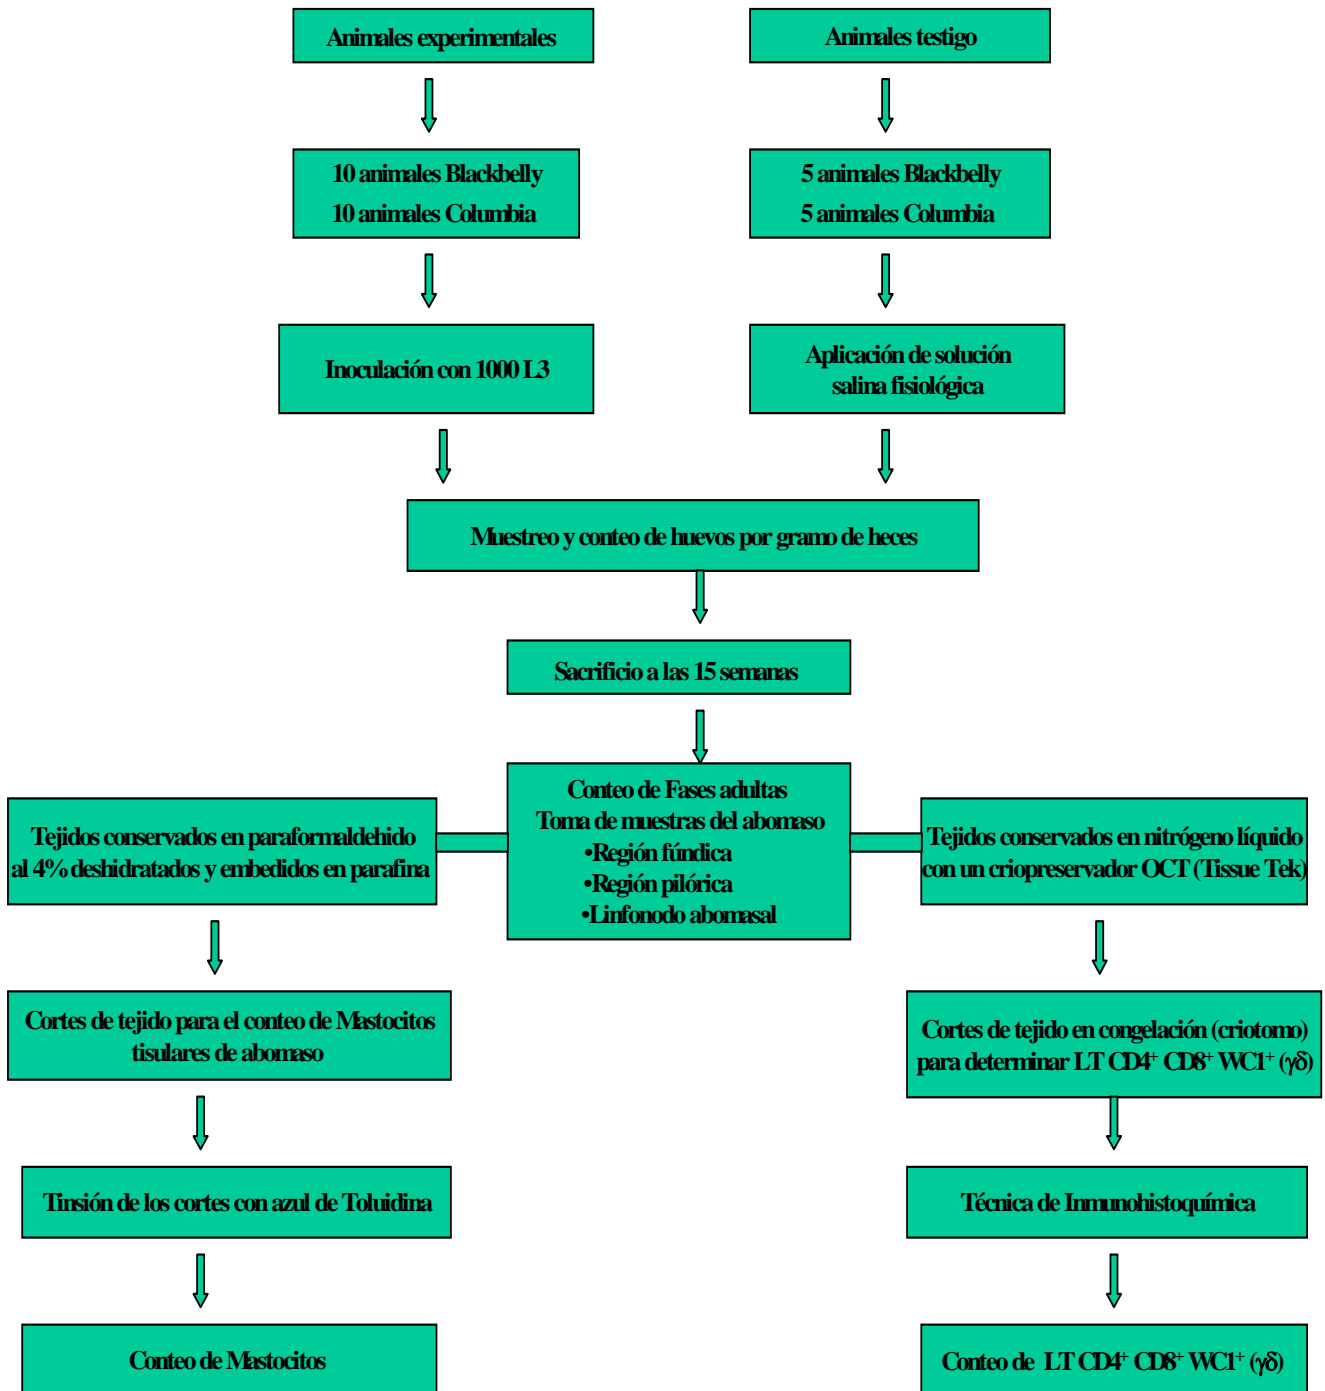 Animales experimentales
Animales testigo
10 animales Blackbelly
10 animales Columbia
5 animales Blackbelly
5 animales Columbia
Inoculación con 1000 L3
Aplicación de solución
salina fisiológica
Muestreo y conteo de huevos por gramo de heces
Sacrificio a las 15 semanas
Conteo de Fases adultas
Toma de muestras del abomaso
•Región fúndica
•Región pilórica
•Linfonodo abomasal
Tejidos conservados en paraformaldehido
al 4% deshidratados y embedidos en parafina
Tejidos conservados en nitrógeno líquido
con un criopreservador OCT (Tissue Tek)
Cortes de tejido para el conteo de Mastocitos
tisulares de abomaso
Cortes de tejido en congelación (criotomo)
para determinar LT CD4⁺ CD8⁺ WC1⁺ (γδ)
Tinsión de los cortes con azul de Toluidina
Técnica de Inmunohistoquímica
Conteo de Mastocitos
Conteo de LT CD4⁺ CD8⁺ WC1⁺ (γδ)